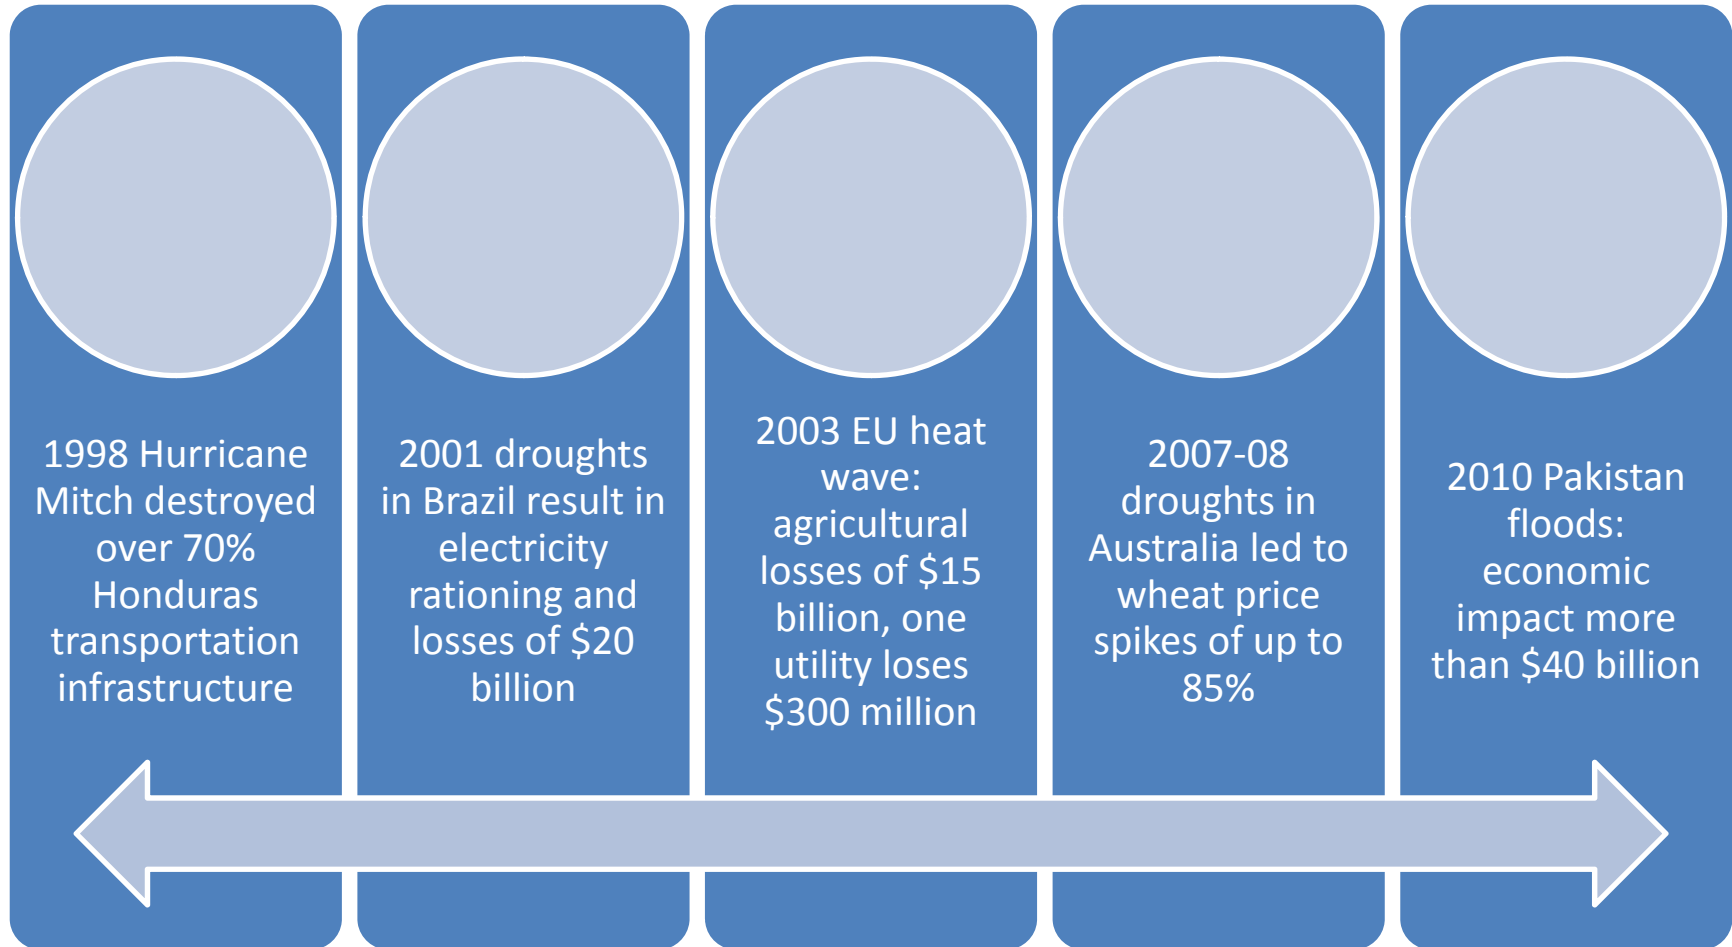 1998 Hurricane
Mitch destroyed
over 70%
Honduras
transportation
infrastructure
2001 droughts
in Brazil result in
electricity
rationing and
losses of $20
billion
2003 EU heat
wave:
agricultural
losses of $15
billion, one
utility loses
$300 million
2007-08
droughts in
Australia led to
wheat price
spikes of up to
85%
2010 Pakistan
floods:
economic
impact more
than $40 billion